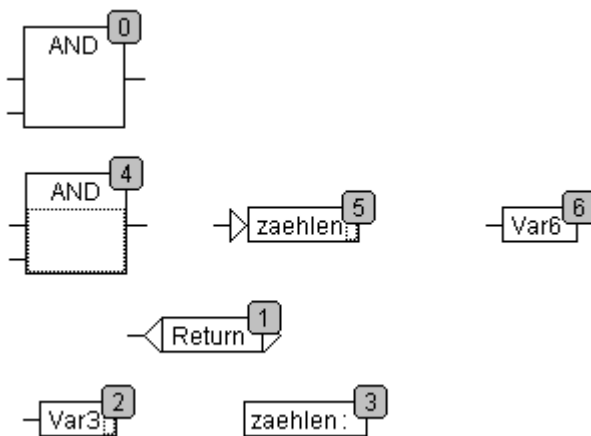 0
AND
4
AND
5
zaehlen
6
Var6
1
Return
2
Var3
3
zaehlen: